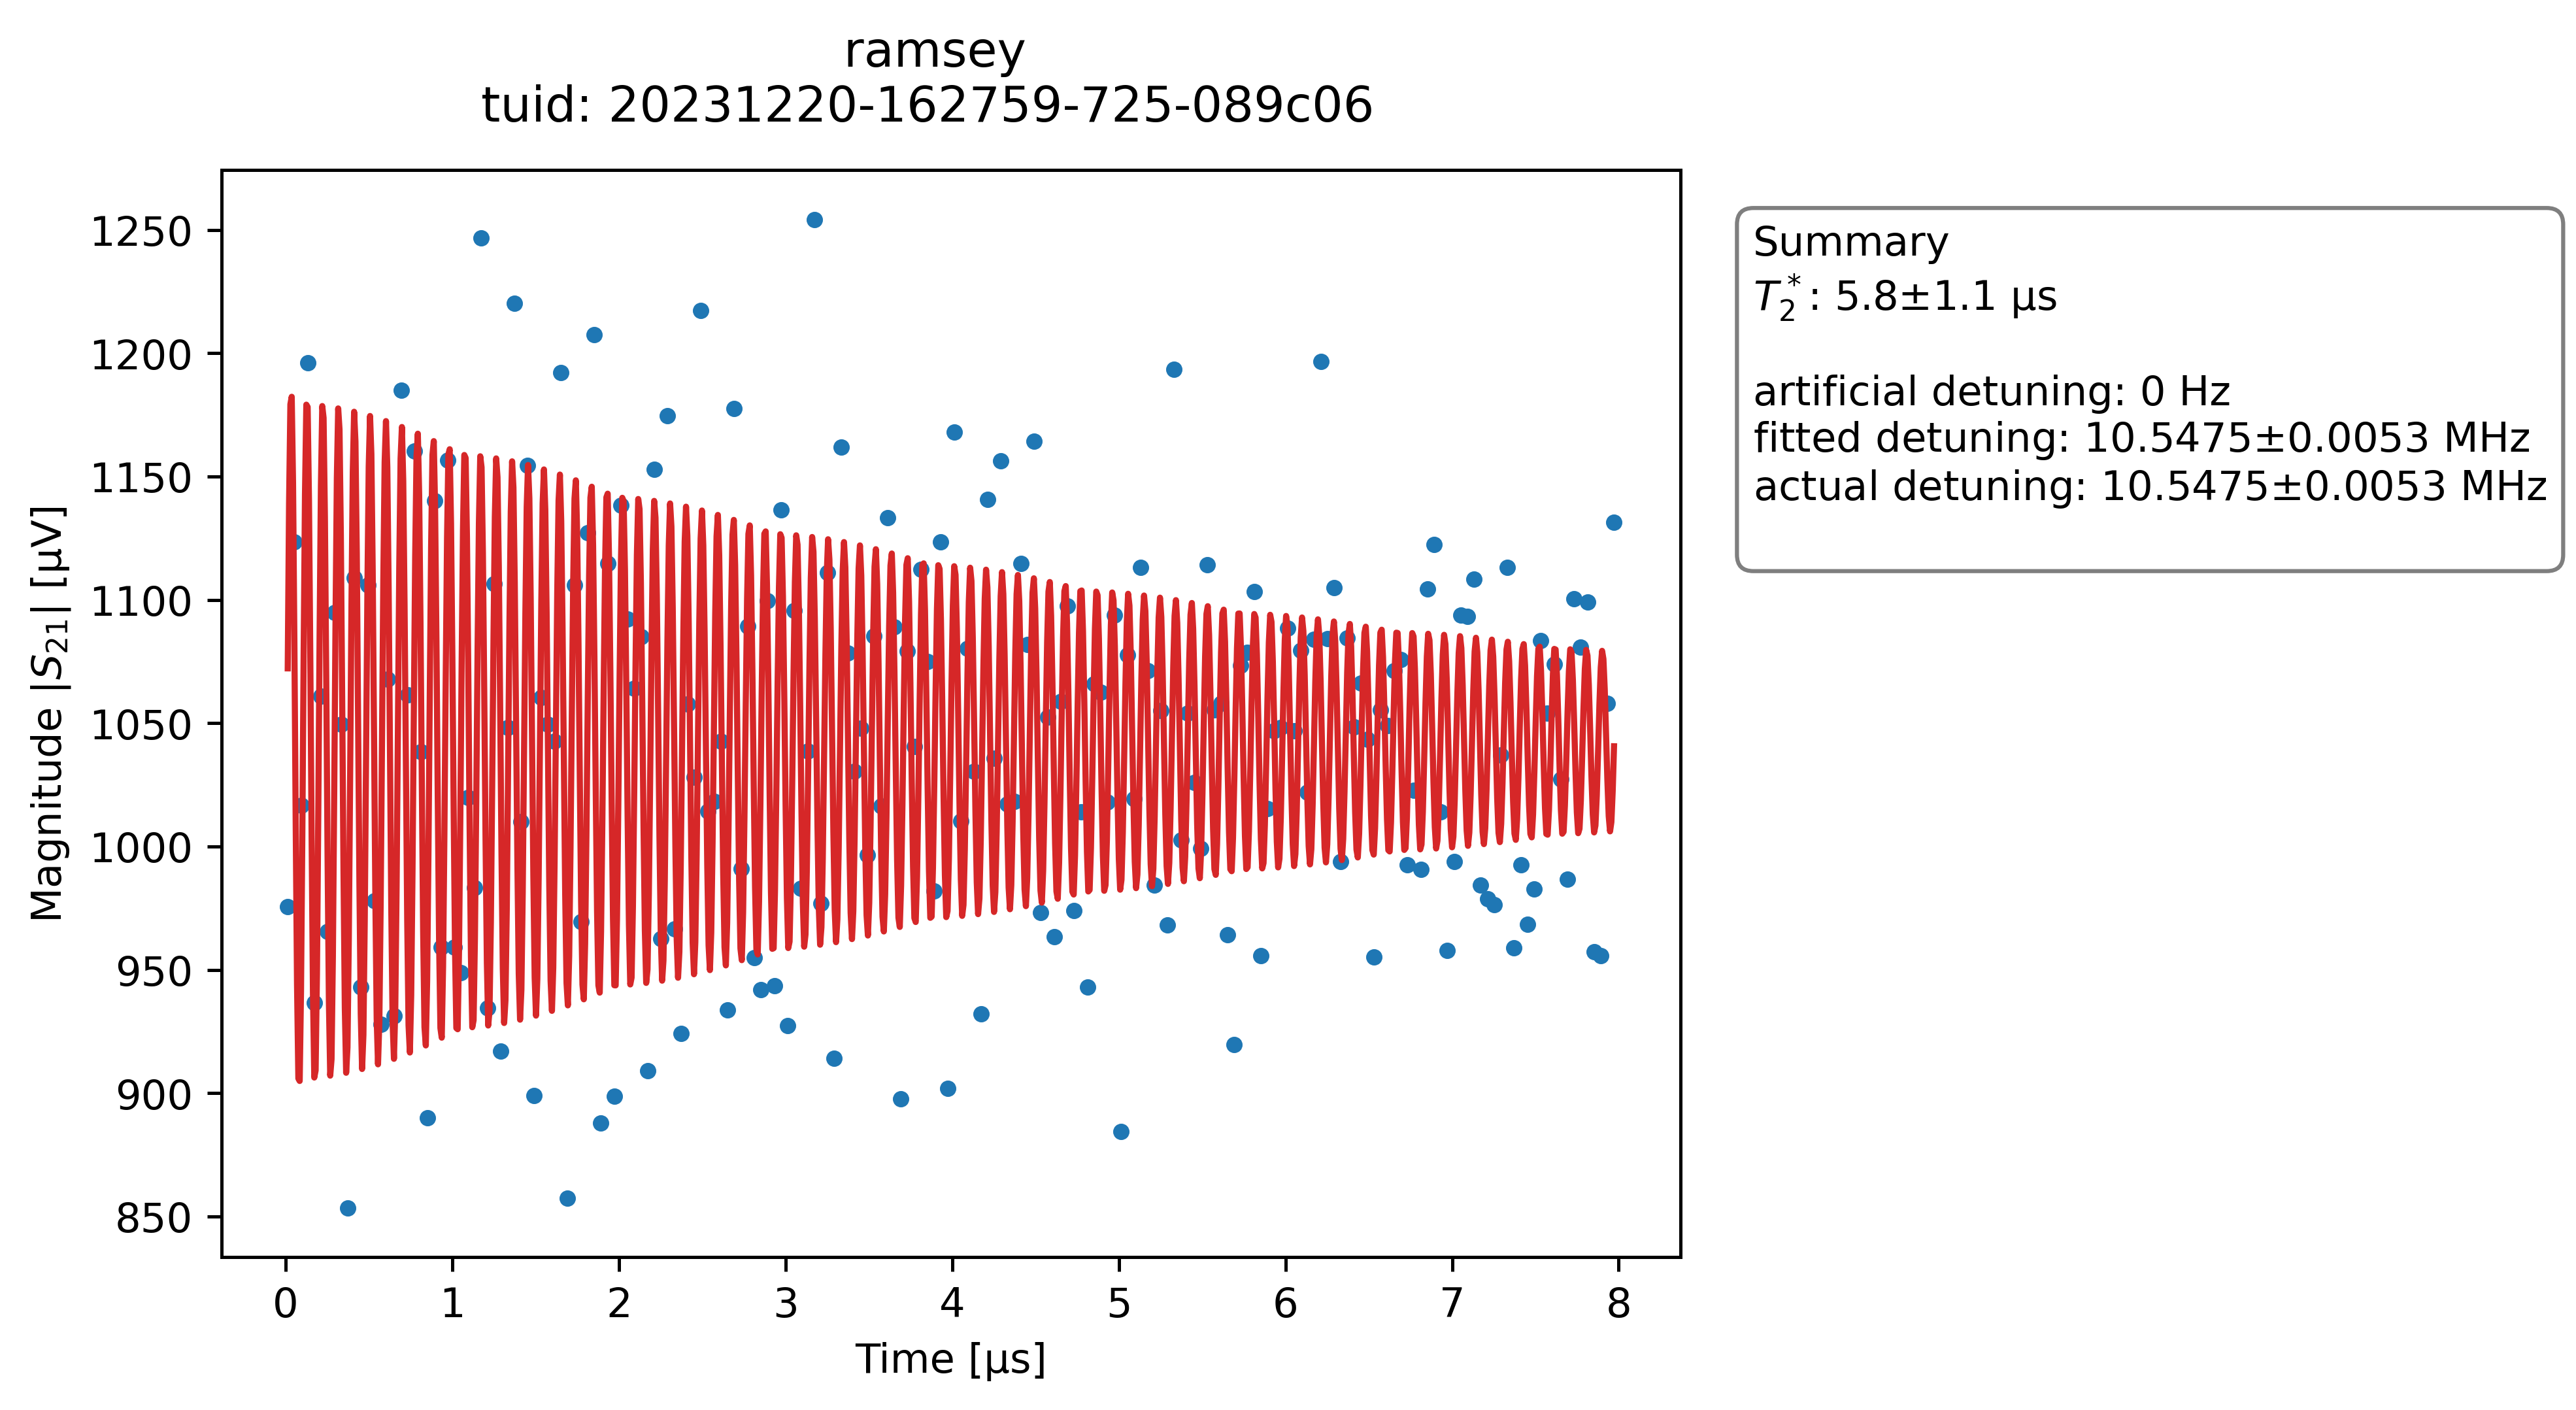 ramsey
tuid: 20231220-162759-725-089c06
Magnitude |S21| [µV]
1250
1200
1150
1100
1050
1000
950
900
850
0 1 2 3 4 5 6 7 8
Time [µs]
Summary
T2*: 5.8±1.1 µs
artificial detuning: 0 Hz
fitted detuning: 10.5475±0.0053 MHz
actual detuning: 10.5475±0.0053 MHz